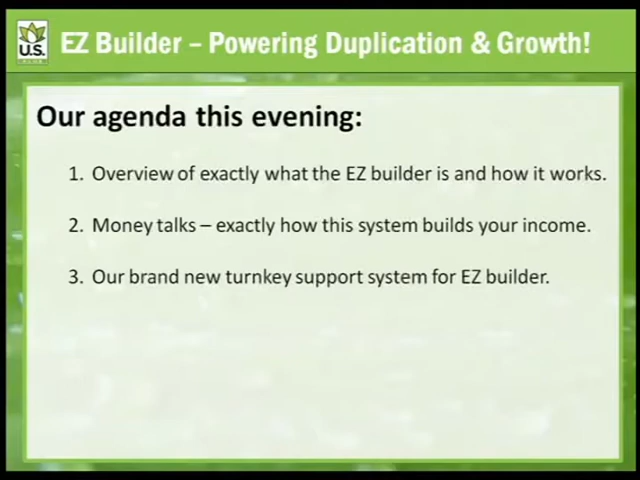 U.S.
EZ Builder – Powering Duplication & Growth!
Our agenda this evening:
1. Overview of exactly what the EZ builder is and how it works.
2. Money talks – exactly how this system builds your income.
3. Our brand new turnkey support system for EZ builder.